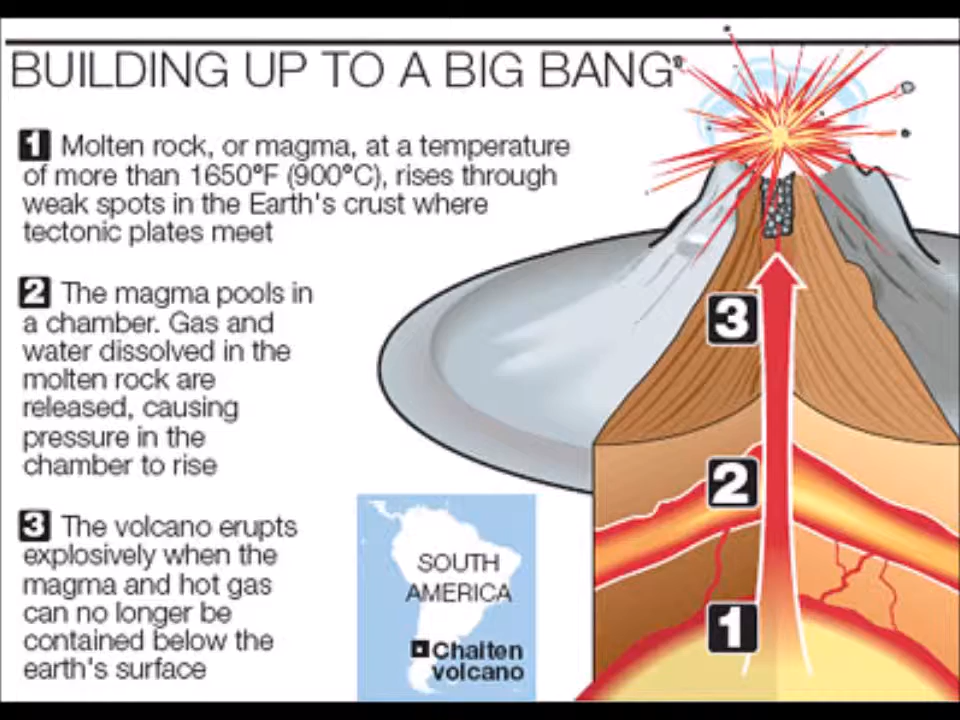 BUILDING UP TO A BIG BANG
1 Molten rock, or magma, at a temperature
of more than 1650°F (900°C), rises through
weak spots in the Earth's crust where
tectonic plates meet
2 The magma pools in
a chamber. Gas and
water dissolved in the
molten rock are
released, causing
pressure in the
chamber to rise
3 The volcano erupts
explosively when the
magma and hot gas
can no longer be
contained below the
earth's surface
SOUTH
AMERICA
Chaiten
volcano
3
2
1